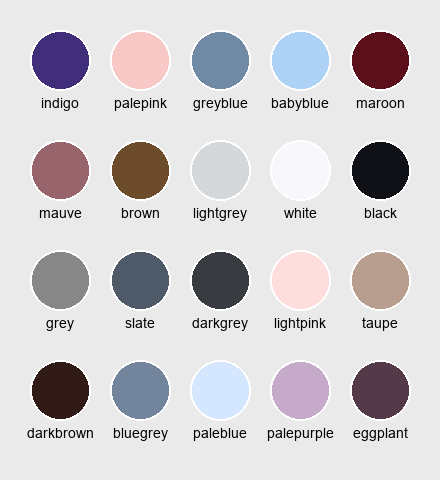 indigo palepink greyblue babyblue maroon
mauve brown lightgrey white black
grey slate darkgrey lightpink taupe
darkbrown bluegrey paleblue palepurple eggplant